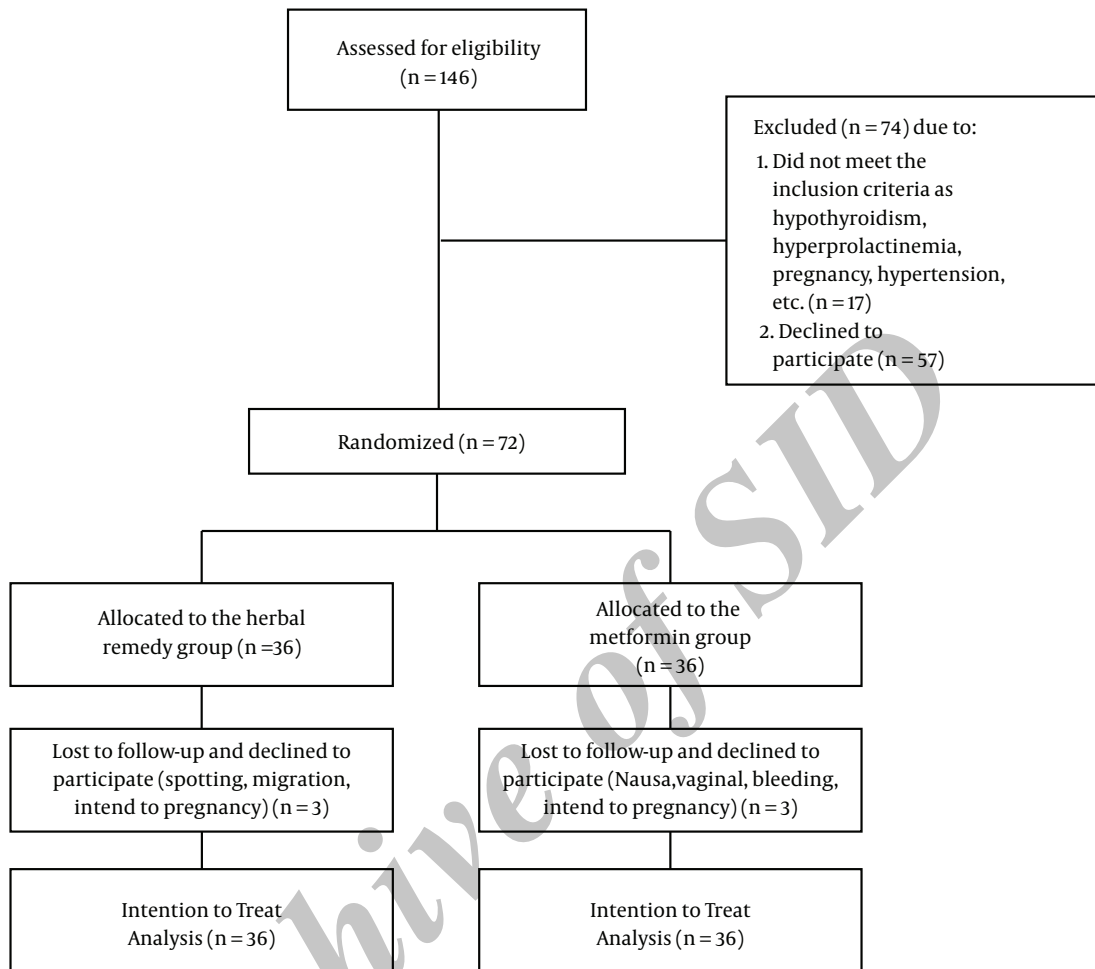 Assessed for eligibility
(n = 146)
Excluded (n = 74) due to:
1. Did not meet the
inclusion criteria as
hypothyroidism,
hyperprolactinemia,
pregnancy, hypertension,
etc. (n = 17)
2. Declined to
participate (n = 57)
Randomized (n = 72)
Allocated to the herbal
remedy group (n =36)
Allocated to the
metformin group
(n = 36)
Lost to follow-up and declined to
participate (spotting, migration,
intend to pregnancy) (n = 3)
Lost to follow-up and declined to
participate (Nausa,vaginal, bleeding,
intend to pregnancy) (n = 3)
Intention to Treat
Analysis (n = 36)
Intention to Treat
Analysis (n = 36)
hive of SID